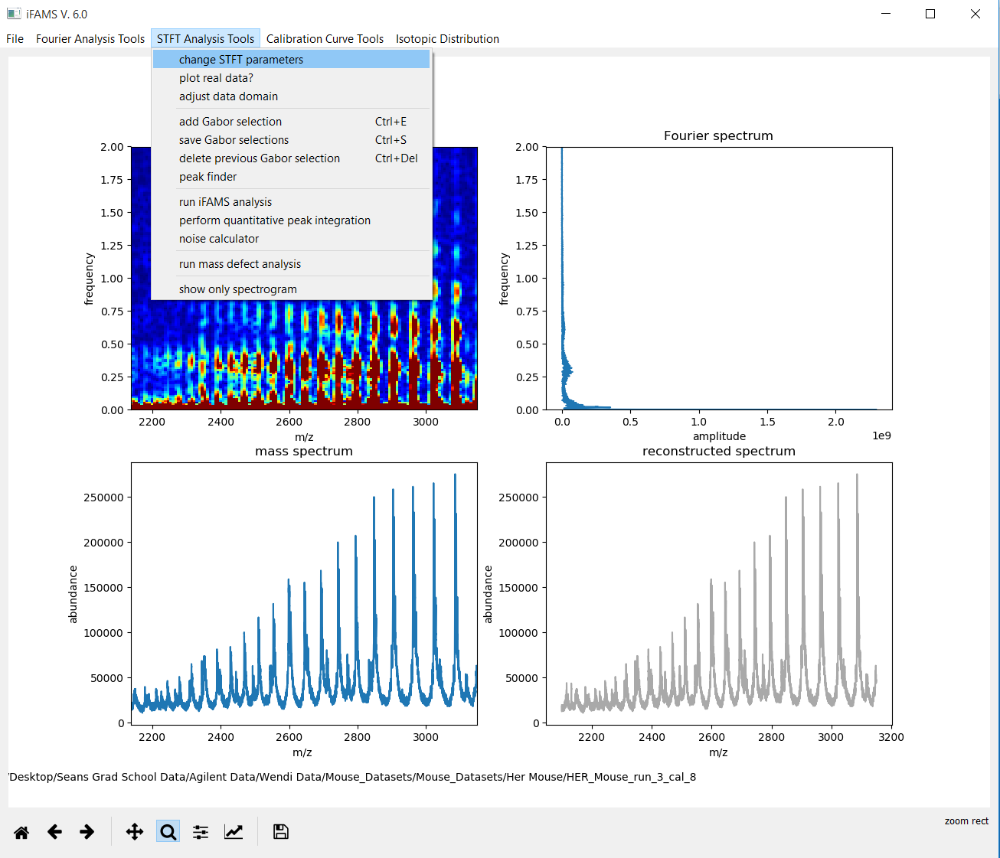 iFAMS V. 6.0
File Fourier Analysis Tools STFT Analysis Tools Calibration Curve Tools Isotopic Distribution
change STFT parameters
plot real data?
adjust data domain
add Gabor selection Ctrl+E
save Gabor selections Ctrl+S
delete previous Gabor selection Ctrl+Del
peak finder
run iFAMS analysis
perform quantitative peak integration
noise calculator
run mass defect analysis
show only spectrogram
2.00
1.75
1.50
1.25
1.00
0.75
0.50
0.25
0.00
frequency
2200 2400 2600 2800 3000
m/z
Fourier spectrum
2.00
1.75
1.50
1.25
1.00
0.75
0.50
0.25
0.00
frequency
0.0 0.5 1.0 1.5 2.0
amplitude
1e9
mass spectrum
250000
200000
150000
100000
50000
0
abundance
2200 2400 2600 2800 3000
m/z
reconstructed spectrum
250000
200000
150000
100000
50000
0
abundance
2200 2400 2600 2800 3000 3200
m/z
/Desktop/Seans Grad School Data/Agilent Data/Wendi Data/Mouse_Datasets/Mouse_Datasets/Her Mouse/HER_Mouse_run_3_cal_8
zoom rect